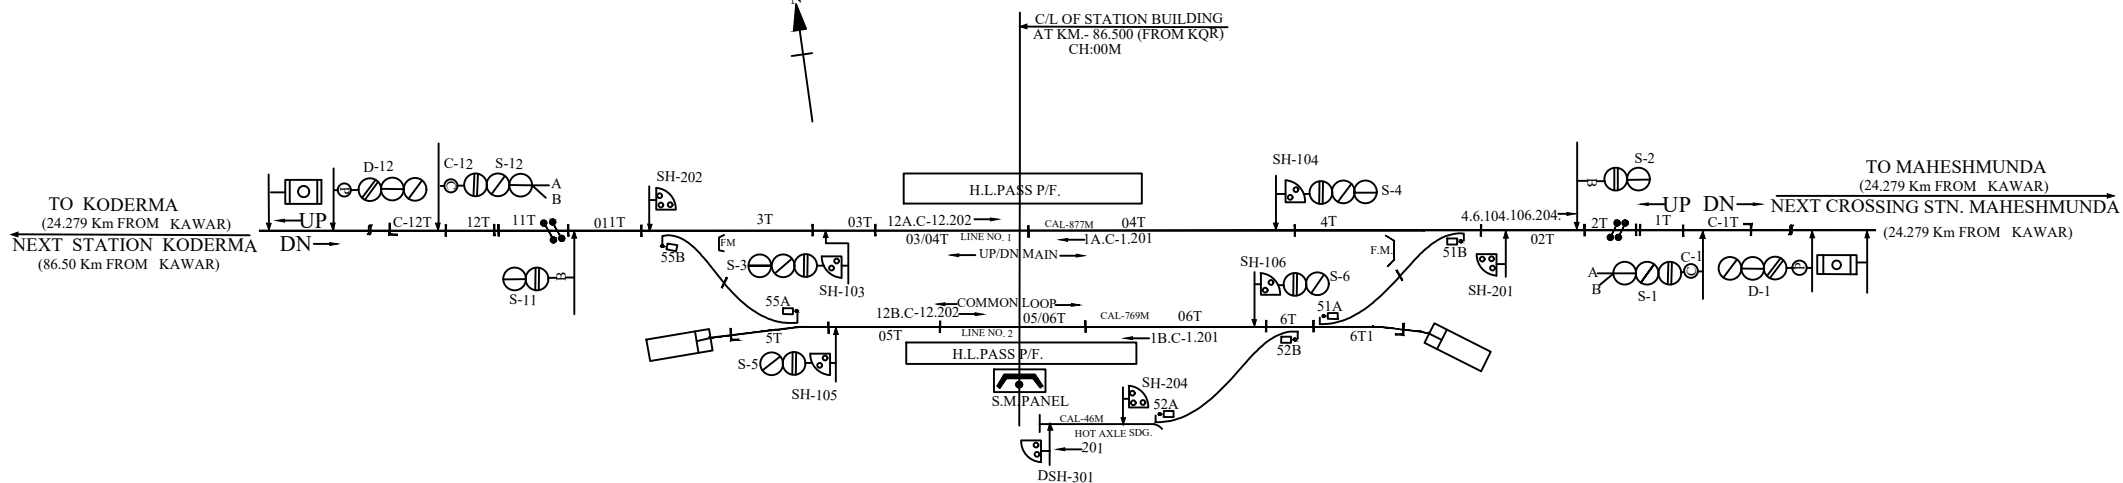 N
C/L OF STATION BUILDING
AT KM.- 86.500 (FROM KQR)
CH:00M
TO KODERMA
(24.279 Km FROM KAWAR)
NEXT STATION KODERMA
(86.50 Km FROM KAWAR)
UP
DN
P
D-12
C-12
S-12
C
A
B
C-12T
12T
11T
011T
B
S-11
SH-202
55B
FM
3T
03T
12A.C-12.202
03/04T
LINE NO. 1
UP/DN MAIN
CAL-877M
04T
1A.C-1.201
H.L.PASS P/F.
S-3
SH-103
SH-104
S-4
4T
F.M.
4.6.104.106.204.
51B
SH-201
02T
B
S-2
2T
1T
C-1T
UP DN
TO MAHESHMUNDA
(24.279 Km FROM KAWAR)
NEXT CROSSING STN. MAHESHMUNDA
(24.279 Km FROM KAWAR)
A
B
S-1
C-1
C
D-1
P
55A
5T
S-5
SH-105
12B.C-12.202
05T
COMMON LOOP
05/06T
LINE NO. 2
CAL-769M
06T
1B.C-1.201
SH-106
S-6
51A
6T
52B
6T1
H.L.PASS P/F.
S.M.PANEL
SH-204
52A
CAL-46M
HOT AXLE SDG.
201
DSH-301